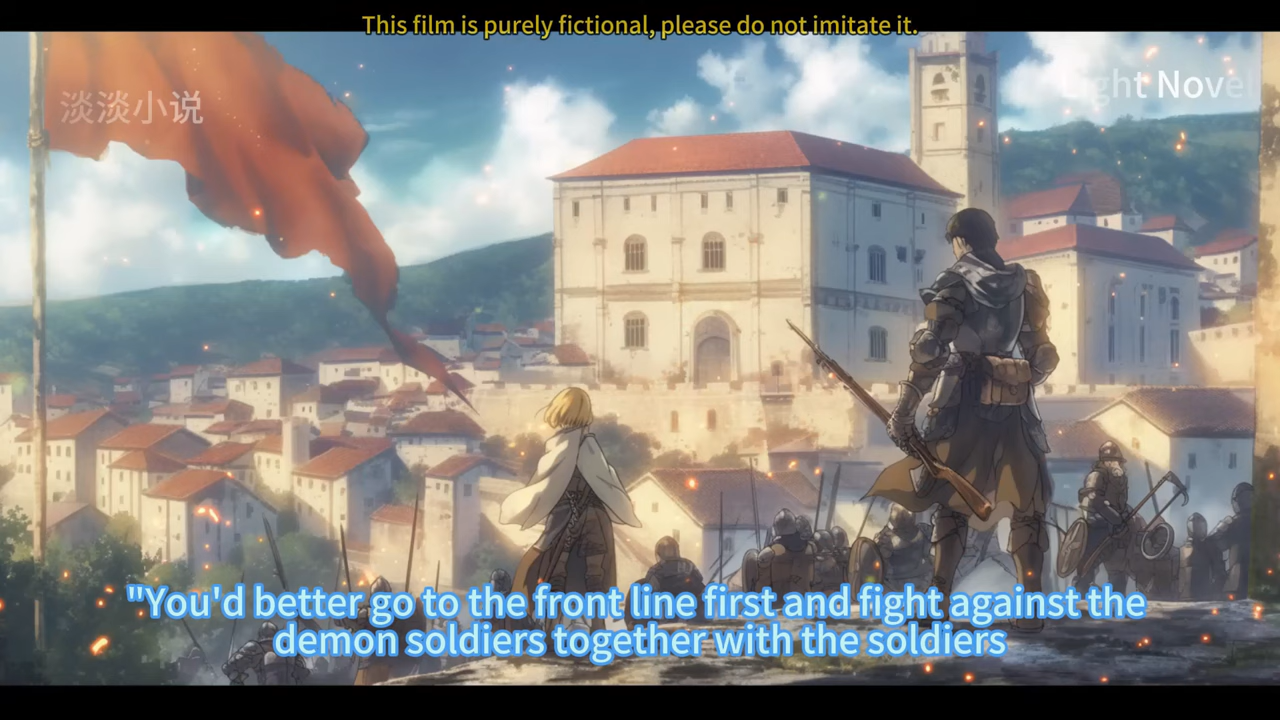 This film is purely fictional, please do not imitate it.
淡淡小说
Light Novel
"You'd better go to the front line first and fight against the
demon soldiers together with the soldiers